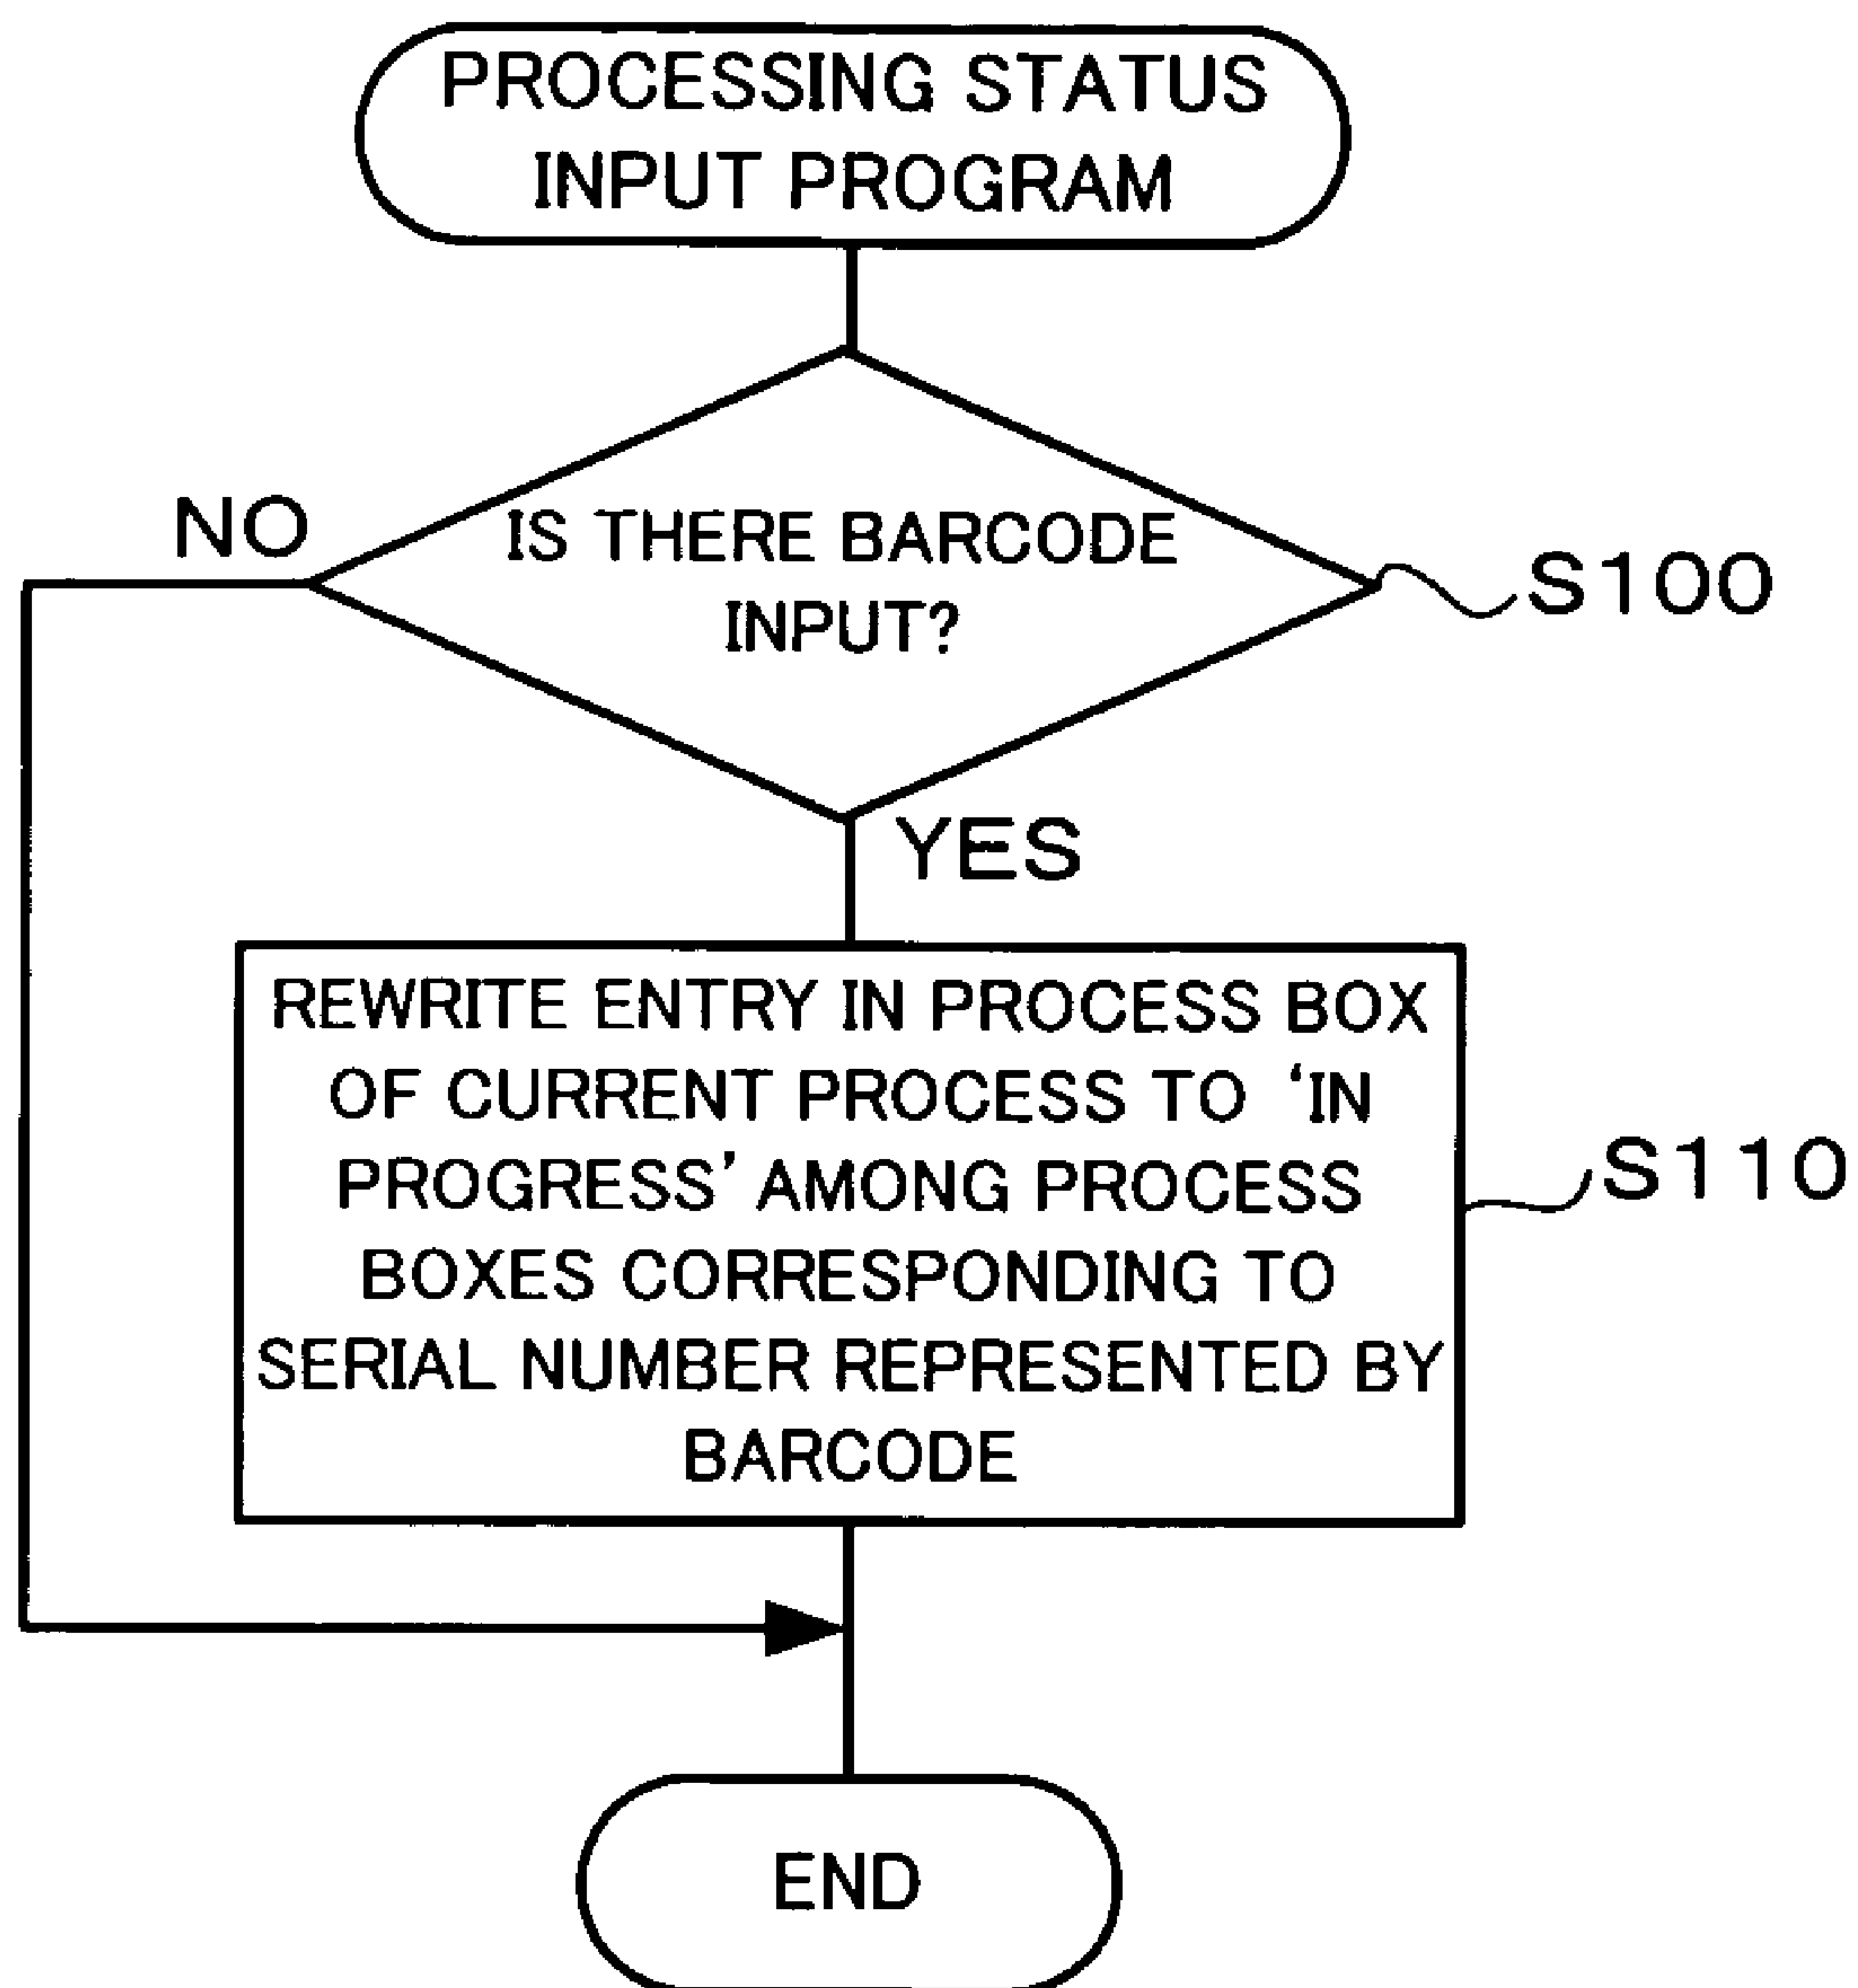 PROCESSING STATUS
INPUT PROGRAM
NO
IS THERE BARCODE
INPUT?
S100
YES
REWRITE ENTRY IN PROCESS BOX
OF CURRENT PROCESS TO ‘IN
PROGRESS’ AMONG PROCESS
BOXES CORRESPONDING TO
SERIAL NUMBER REPRESENTED BY
BARCODE
S110
END